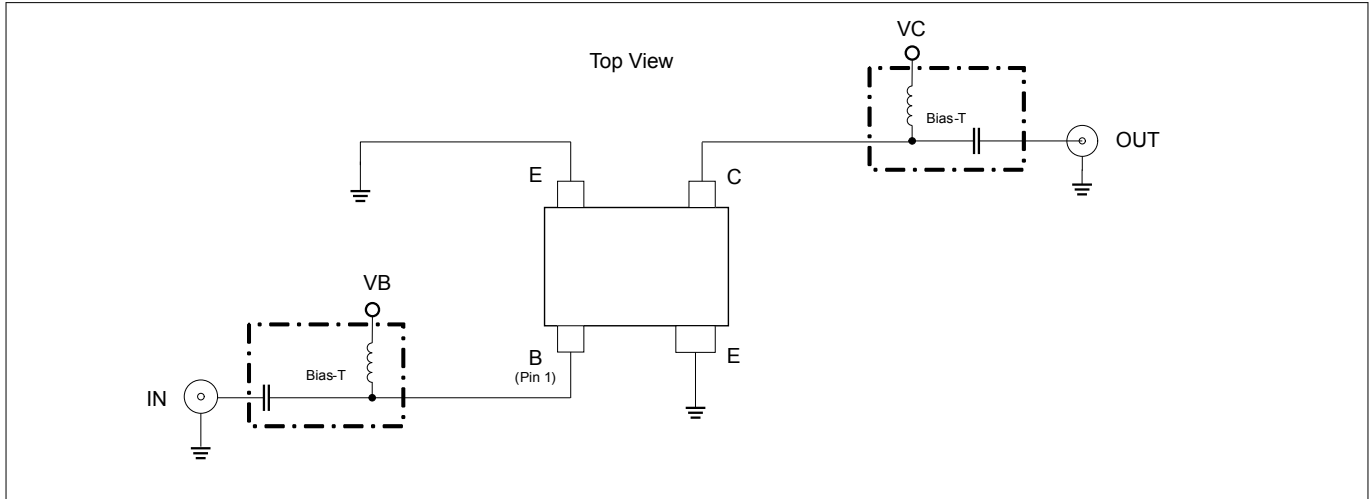 VC
Top View
Bias-T
OUT
E
C
VB
B
(Pin 1)
E
Bias-T
IN